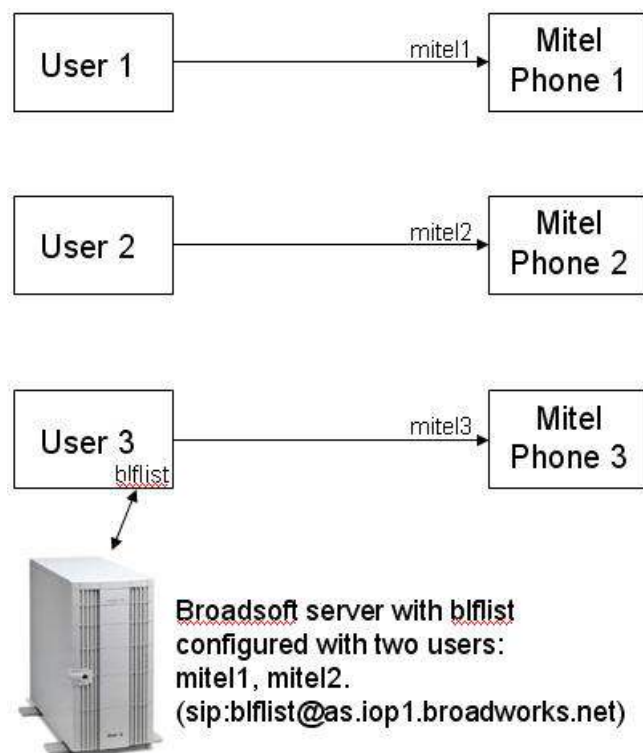 User 1
mitel1
Mitel
Phone 1
User 2
mitel2
Mitel
Phone 2
User 3
blflist
mitel3
Mitel
Phone 3
Broadsoft server with blflist
configured with two users:
mitel1, mitel2.
(sip:blflist@as.iop1.broadworks.net)